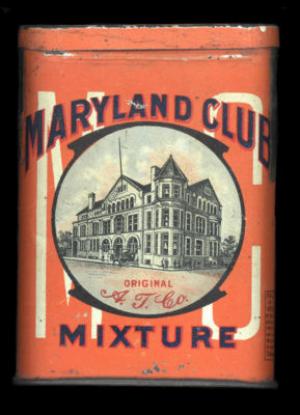 MARYLAND CLUB
M C
ORIGINAL
A. T. Co.
MIXTURE